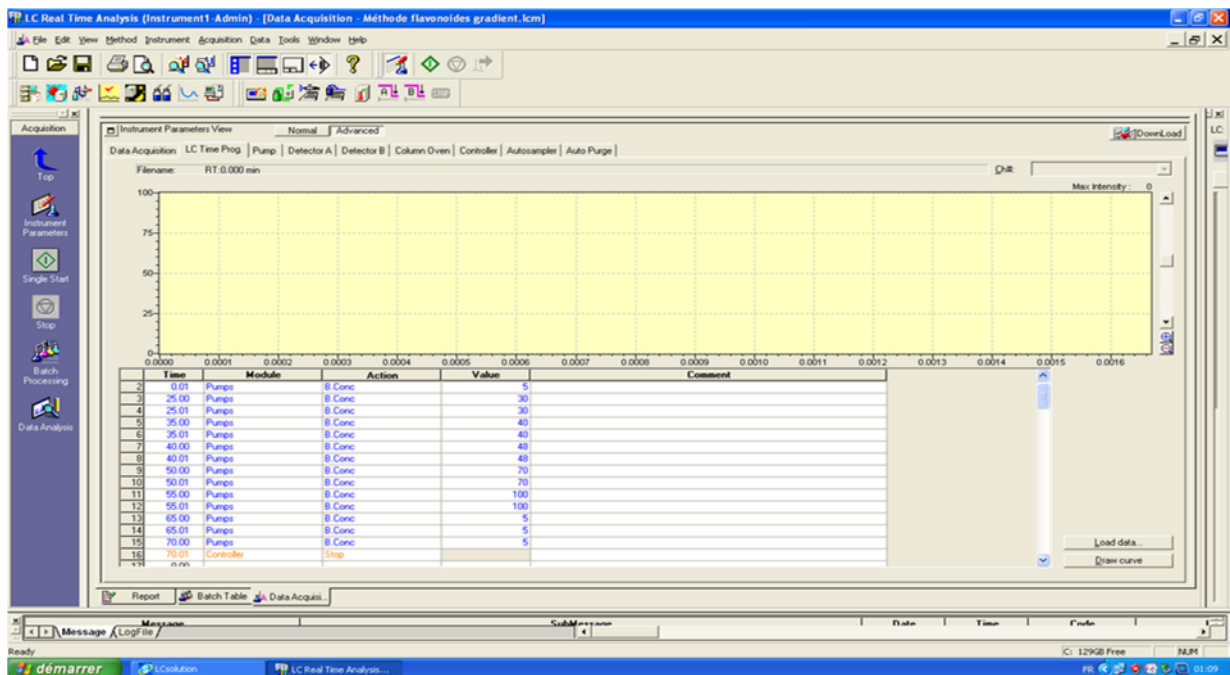 LC Real Time Analysis (Instrument1-Admin) - [Data Acquisition - Méthode flavonoides gradient.lcm]
File Edit View Method Instrument Acquisition Data Tools Window Help
Acquisition
Top
Instrument
Parameters
Single Start
Stop
Batch
Processing
Data Analysis
Instrument Parameters View Normal Advanced DownLoad
Data Acquisition LC Time Prog. Pump Detector A Detector B Column Oven Controller Autosampler Auto Purge
Filename: RT:0.000 min Ch#:
Max Intensity : 0
100
75
50
25
0
0.0000 0.0001 0.0002 0.0003 0.0004 0.0005 0.0006 0.0007 0.0008 0.0009 0.0010 0.0011 0.0012 0.0013 0.0014 0.0015 0.0016
Time Module Action Value Comment
2 0.01 Pumps B.Conc 5
3 25.00 Pumps B.Conc 30
4 25.01 Pumps B.Conc 30
5 35.00 Pumps B.Conc 40
6 35.01 Pumps B.Conc 40
7 40.00 Pumps B.Conc 48
8 40.01 Pumps B.Conc 48
9 50.00 Pumps B.Conc 70
10 50.01 Pumps B.Conc 70
11 55.00 Pumps B.Conc 100
12 55.01 Pumps B.Conc 100
13 65.00 Pumps B.Conc 5
14 65.01 Pumps B.Conc 5
15 70.00 Pumps B.Conc 5
16 70.01 Controller Stop
17 0.00
Load data...
Draw curve
Report Batch Table Data Acquisi...
LC:
Message SubMessage Date Time Code
Message LogFile
Ready C: 129GB Free NUM
démarrer LCsolution LC Real Time Analysis... FR 01:09